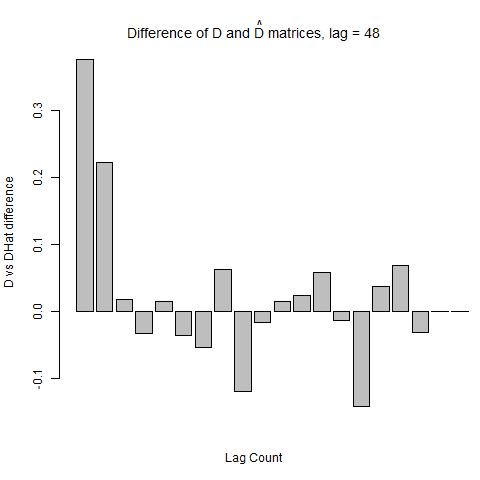 Difference of D and D̂ matrices, lag = 48
D vs DHat difference
0.3
0.2
0.1
0.0
-0.1
Lag Count